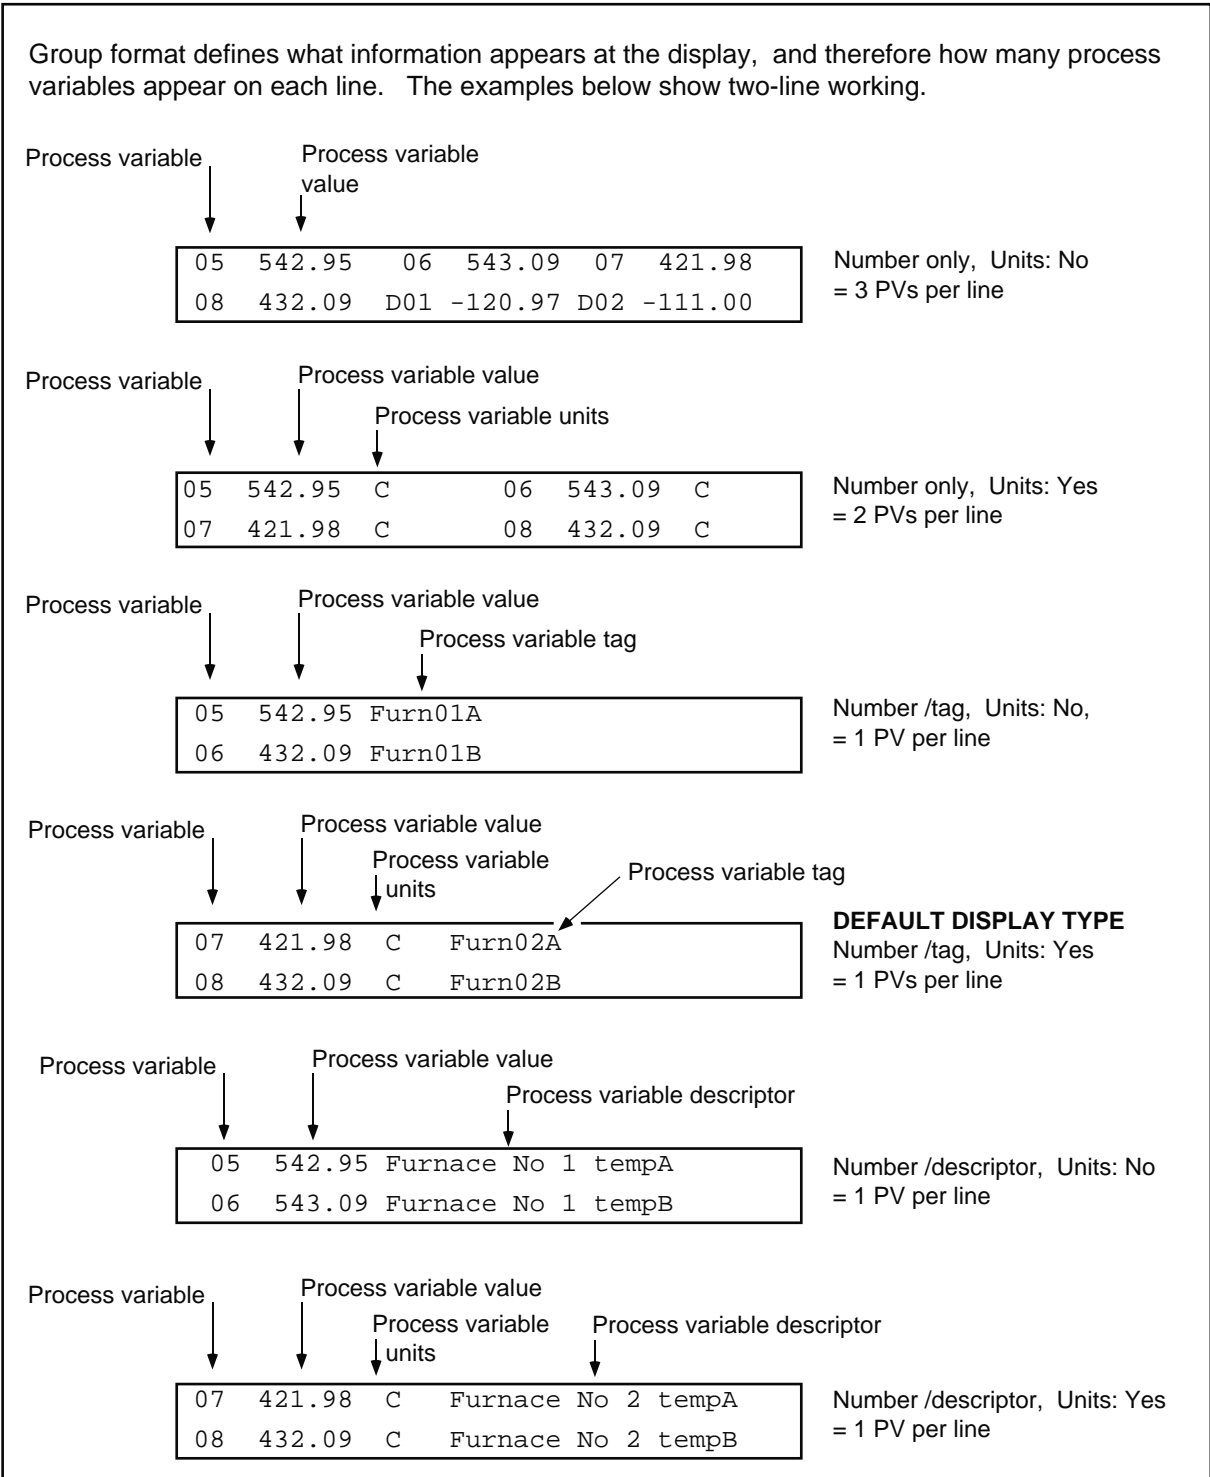 Group format defines what information appears at the display, and therefore how many process
variables appear on each line. The examples below show two-line working.
Process variable
Process variable
value
05 542.95 06 543.09 07 421.98
08 432.09 D01 -120.97 D02 -111.00
Number only, Units: No
= 3 PVs per line
Process variable
Process variable value
Process variable units
05 542.95 C 06 543.09 C
07 421.98 C 08 432.09 C
Number only, Units: Yes
= 2 PVs per line
Process variable
Process variable value
Process variable tag
05 542.95 Furn01A
06 432.09 Furn01B
Number /tag, Units: No,
= 1 PV per line
Process variable
Process variable value
Process variable
units
Process variable tag
07 421.98 C Furn02A
08 432.09 C Furn02B
DEFAULT DISPLAY TYPE
Number /tag, Units: Yes
= 1 PVs per line
Process variable
Process variable value
Process variable descriptor
05 542.95 Furnace No 1 tempA
06 543.09 Furnace No 1 tempB
Number /descriptor, Units: No
= 1 PV per line
Process variable
Process variable value
Process variable
units
Process variable descriptor
07 421.98 C Furnace No 2 tempA
08 432.09 C Furnace No 2 tempB
Number /descriptor, Units: Yes
= 1 PV per line